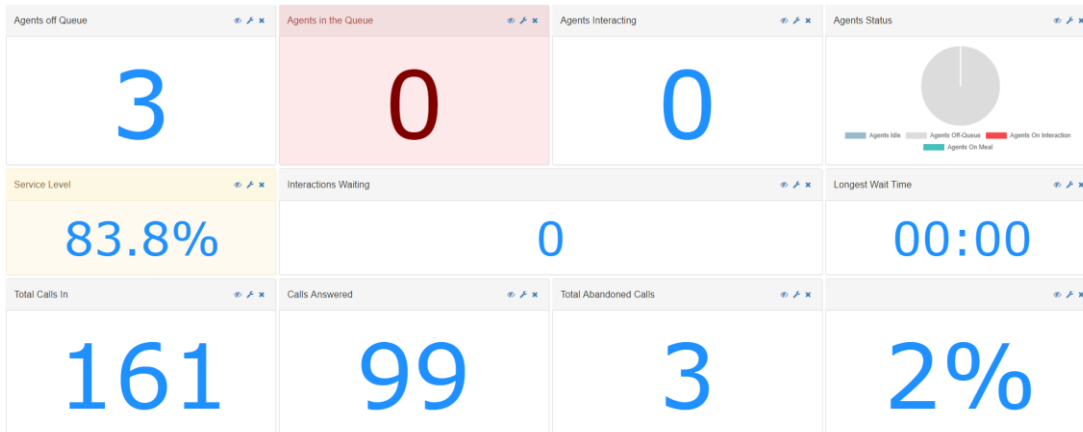 Agents off Queue
Agents in the Queue
Agents Interacting
Agents Status
3
0
0
Agents Idle Agents Off-Queue Agents On Interaction
Agents On Meal
Service Level
Interactions Waiting
Longest Wait Time
83.8%
0
00:00
Total Calls In
Calls Answered
Total Abandoned Calls
161
99
3
2%